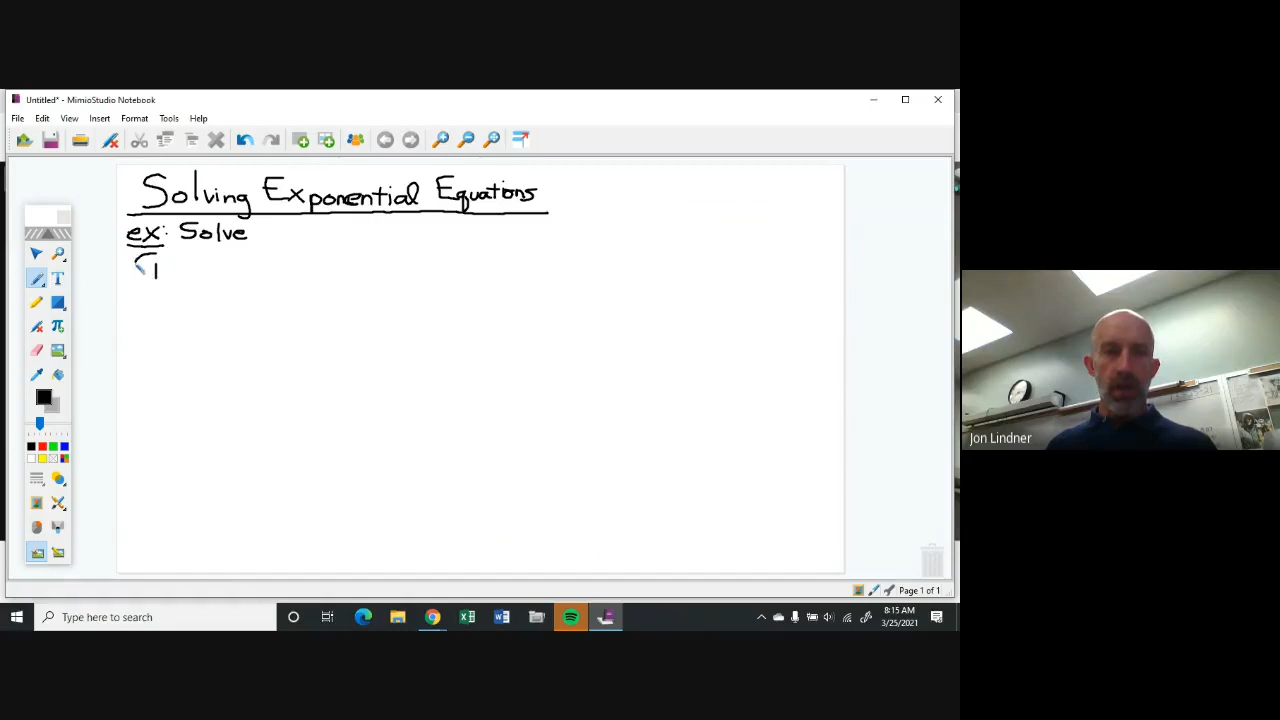 Untitled* - MimioStudio Notebook
File Edit View Insert Format Tools Help
Solving Exponential Equations
ex: Solve
1
Jon Lindner
Page 1 of 1
Type here to search
8:15 AM
3/25/2021